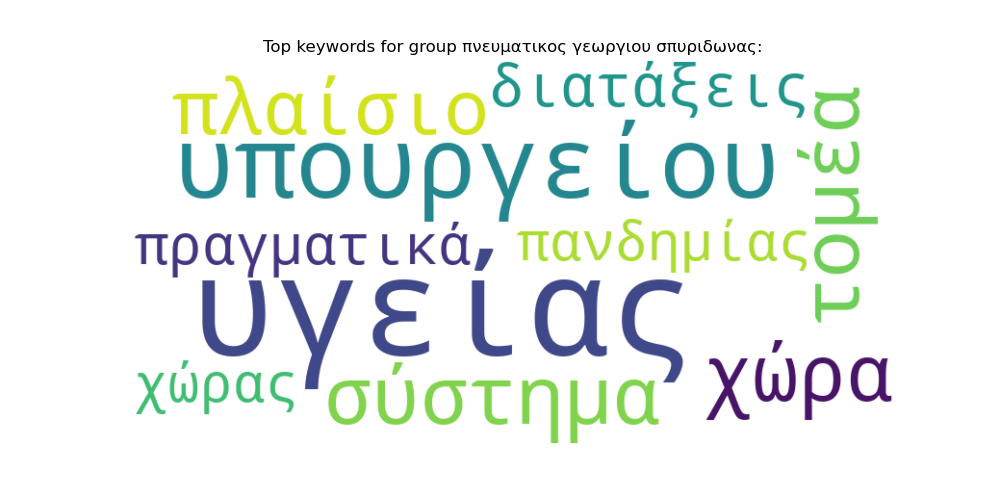 Top keywords for group πνευματικος γεωργιου σπυριδωνας:
πλαίσιο
διατάξεις
τομέα
υπουργείου
πραγματικά
πανδημίας
υγείας
χώρας
σύστημα
χώρα